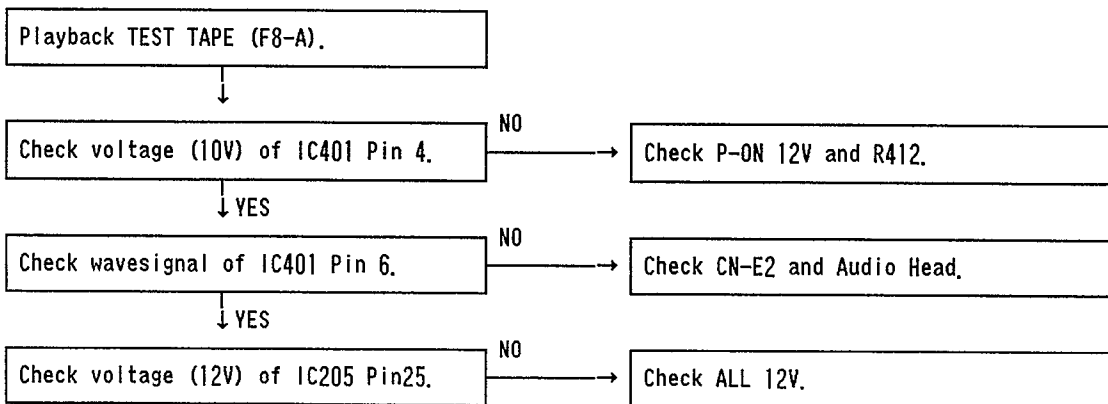 Playback TEST TAPE (F8-A).
↓
Check voltage (10V) of IC401 Pin 4.
NO
→
Check P-ON 12V and R412.
↓ YES
Check wavesignal of IC401 Pin 6.
NO
→
Check CN-E2 and Audio Head.
↓ YES
Check voltage (12V) of IC205 Pin25.
NO
→
Check ALL 12V.